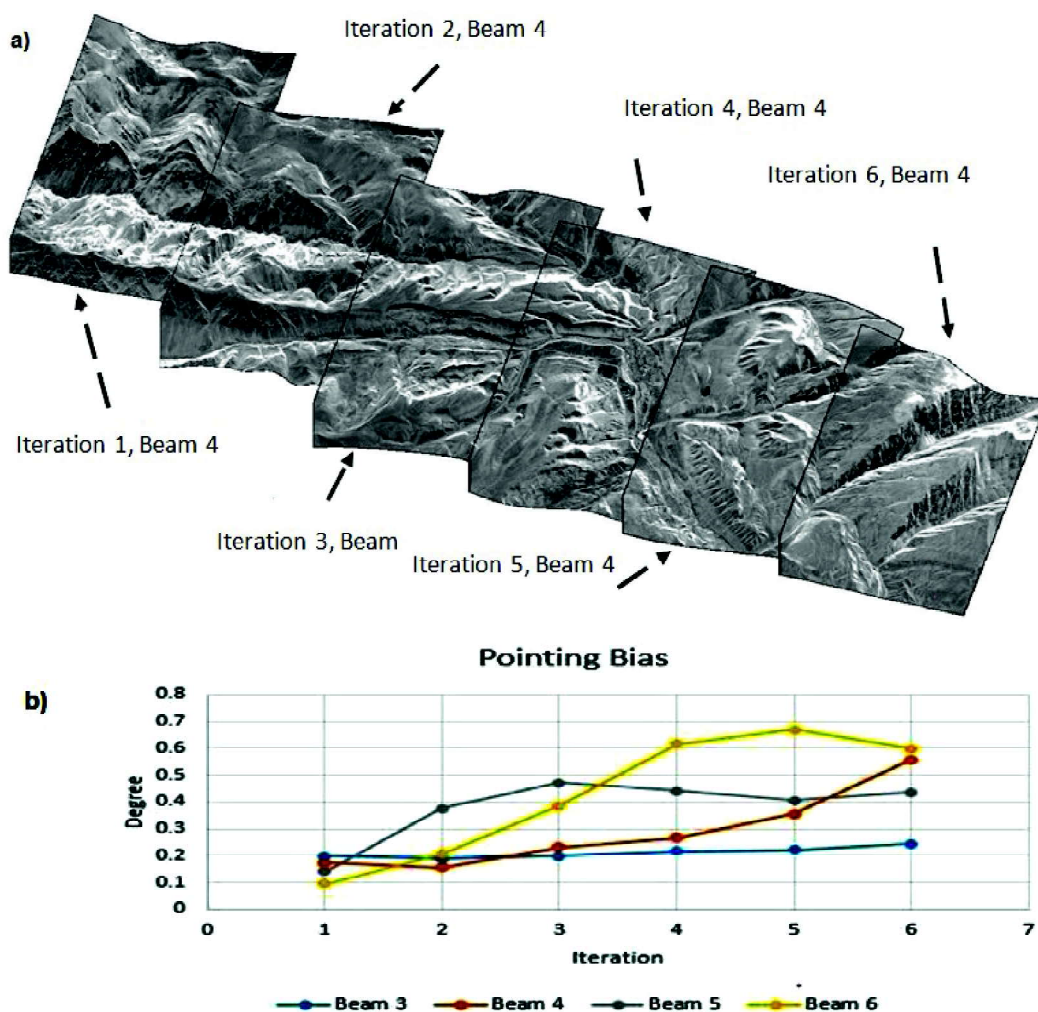 a)
Iteration 2, Beam 4
Iteration 4, Beam 4
Iteration 6, Beam 4
Iteration 1, Beam 4
Iteration 3, Beam
Iteration 5, Beam 4
Pointing Bias
b)
0.8
0.7
0.6
0.5
0.4
0.3
0.2
0.1
0
Degree
0 1 2 3 4 5 6 7
Iteration
Beam 3 Beam 4 Beam 5 Beam 6